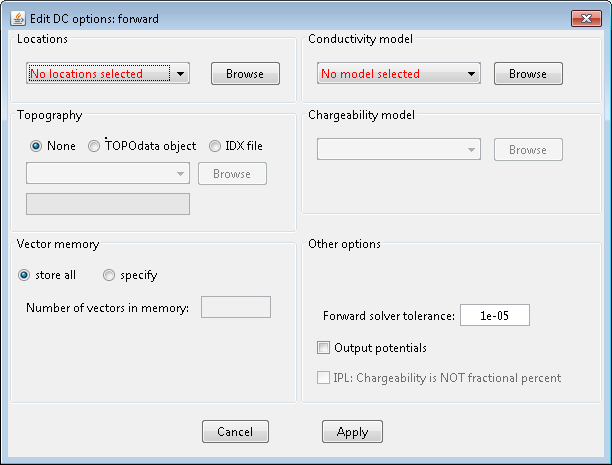 Edit DC options: forward
Locations
No locations selected
Browse
Conductivity model
No model selected
Browse
Topography
None
TOPOdata object
IDX file
Browse
Chargeability model
Browse
Vector memory
store all
specify
Number of vectors in memory:
Other options
Forward solver tolerance:
1e-05
Output potentials
IPL: Chargeability is NOT fractional percent
Cancel
Apply